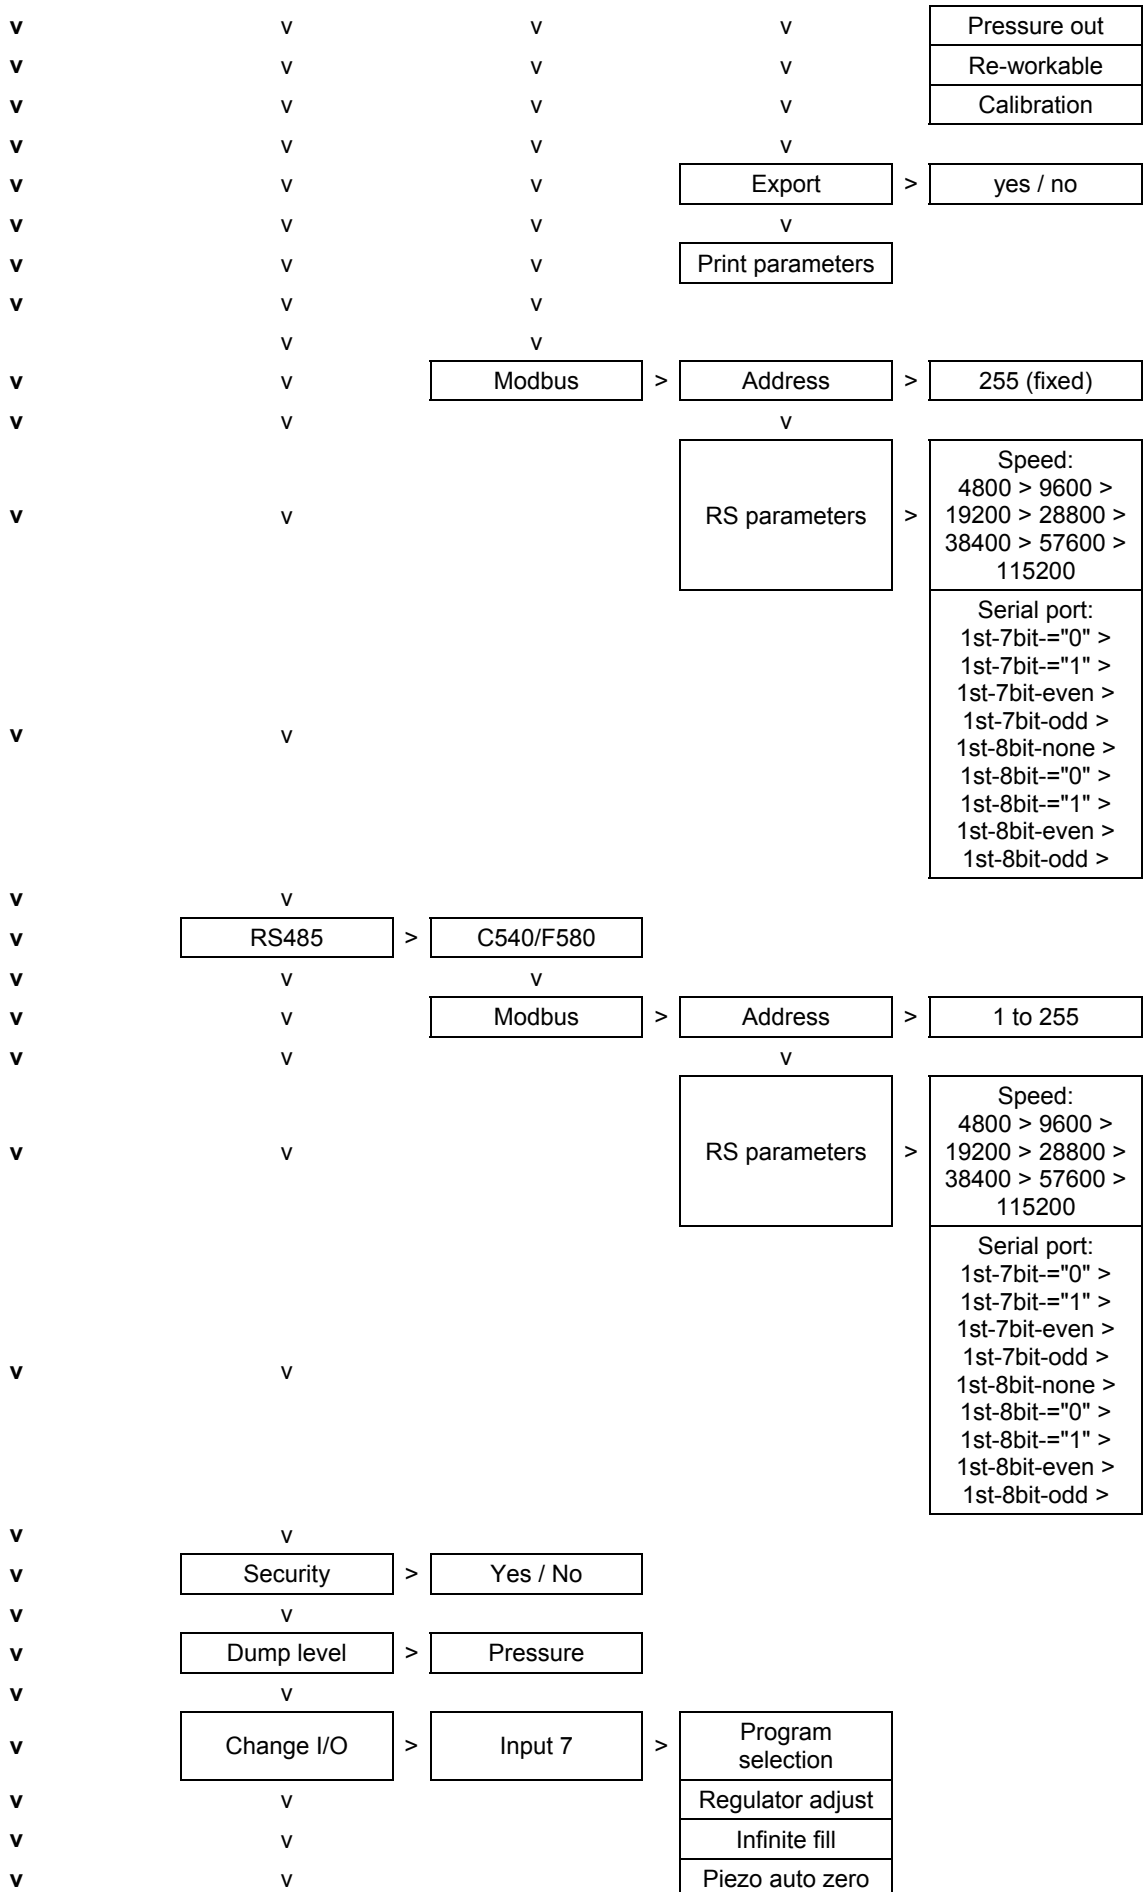 v v v v Pressure out
v v v v Re-workable
v v v v Calibration
v v v v
v v v Export > yes / no
v v v v
v v v Print parameters
v v v
v v
v v Modbus > Address > 255 (fixed)
v v v
v v RS parameters > Speed:
4800 > 9600 >
19200 > 28800 >
38400 > 57600 >
115200
v v Serial port:
1st-7bit-="0" >
1st-7bit-="1" >
1st-7bit-even >
1st-7bit-odd >
1st-8bit-none >
1st-8bit-="0" >
1st-8bit-="1" >
1st-8bit-even >
1st-8bit-odd >
v v
v RS485 > C540/F580
v v v
v v Modbus > Address > 1 to 255
v v v
v v RS parameters > Speed:
4800 > 9600 >
19200 > 28800 >
38400 > 57600 >
115200
v v Serial port:
1st-7bit-="0" >
1st-7bit-="1" >
1st-7bit-even >
1st-7bit-odd >
1st-8bit-none >
1st-8bit-="0" >
1st-8bit-="1" >
1st-8bit-even >
1st-8bit-odd >
v v
v Security > Yes / No
v v
v Dump level > Pressure
v v
v Change I/O > Input 7 > Program
selection
v v Regulator adjust
v v Infinite fill
v v Piezo auto zero